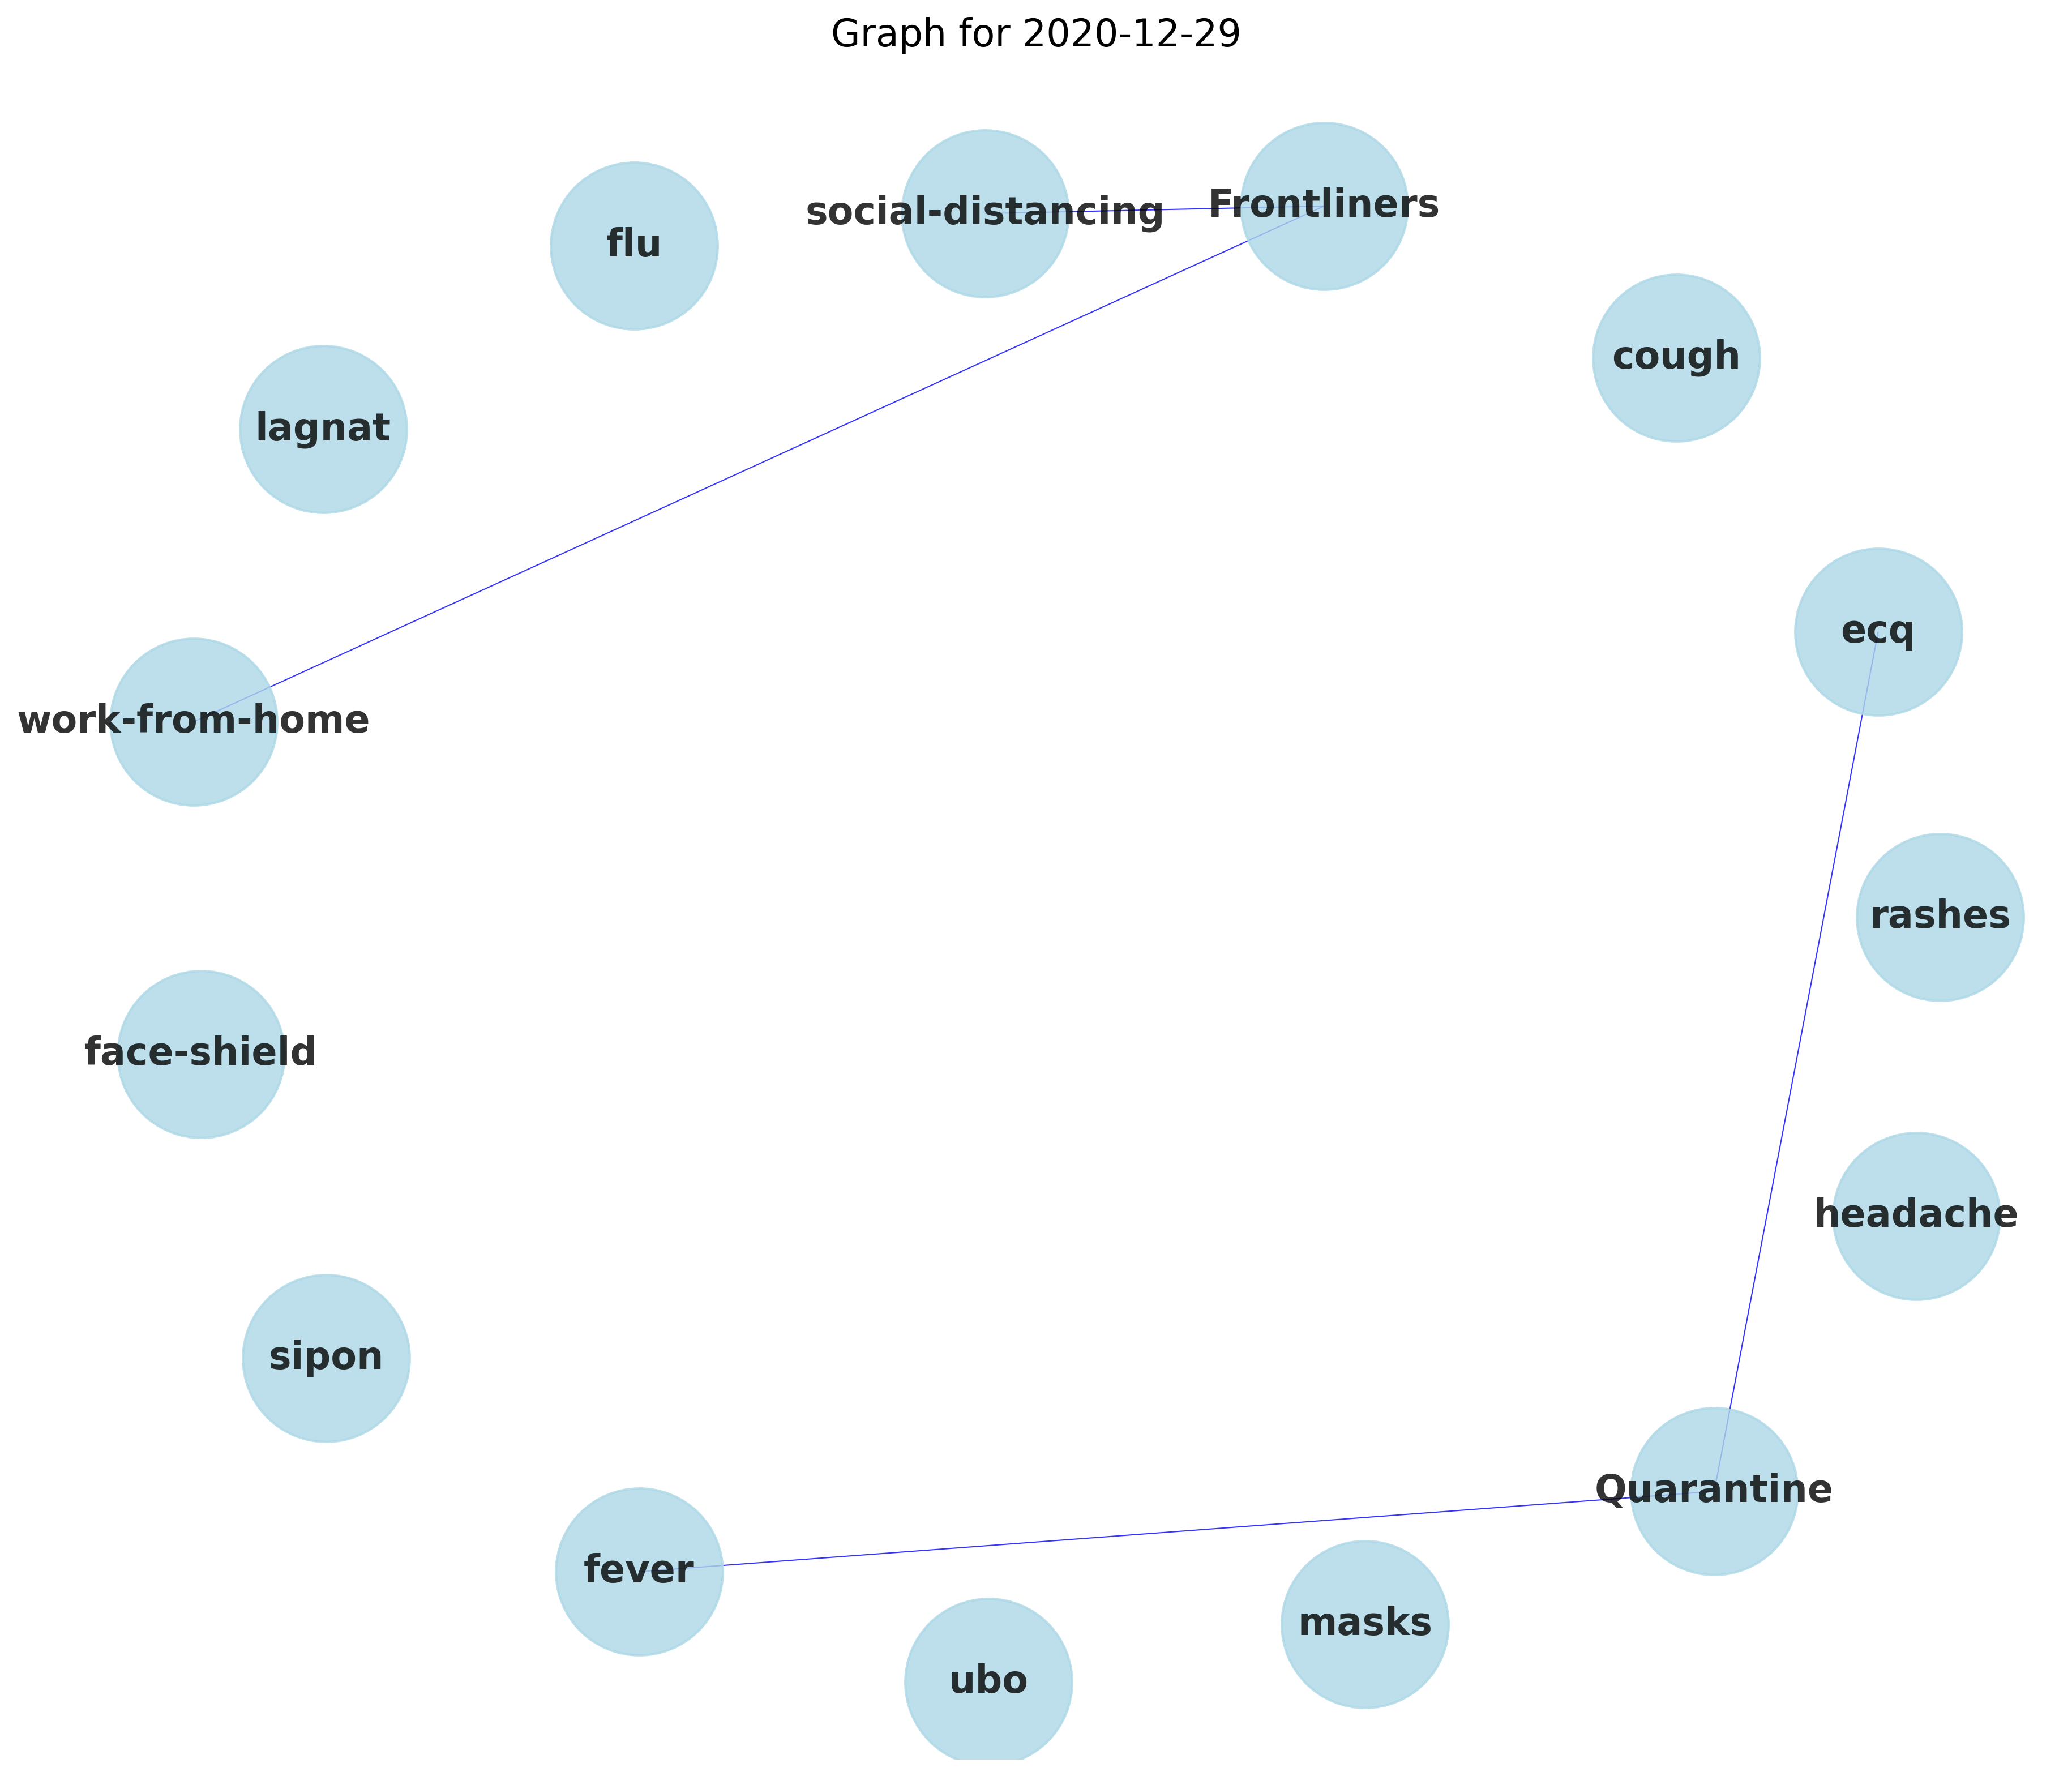 Graph for 2020-12-29
social-distancing
Frontliners
flu
cough
lagnat
ecq
work-from-home
rashes
face-shield
headache
sipon
Quarantine
fever
masks
ubo